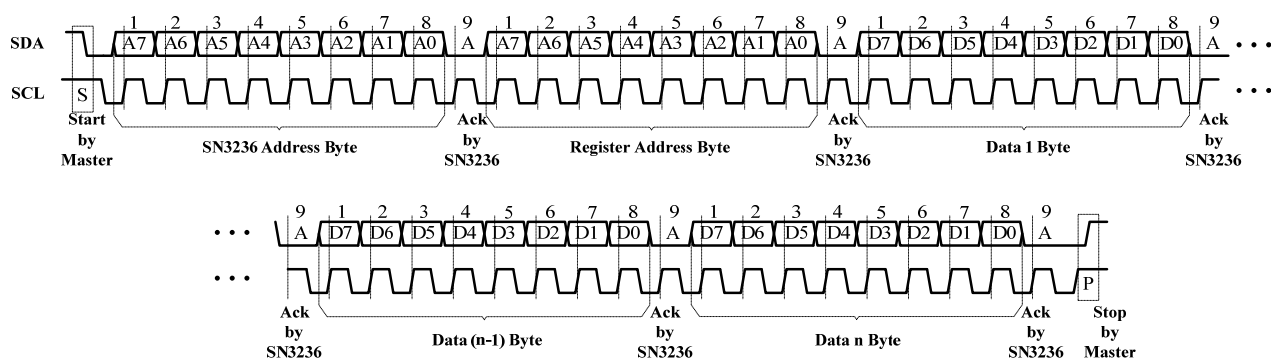 1 2 3 4 5 6 7 8 9 1 2 3 4 5 6 7 8 9 1 2 3 4 5 6 7 8 9
SDA A7 A6 A5 A4 A3 A2 A1 A0 A A7 A6 A5 A4 A3 A2 A1 A0 A D7 D6 D5 D4 D3 D2 D1 D0 A • • •
SCL S • • •
Start by Master
SN3236 Address Byte
Ack by SN3236
Register Address Byte
Ack by SN3236
Data 1 Byte
Ack by SN3236
9 1 2 3 4 5 6 7 8 9 1 2 3 4 5 6 7 8 9
• • • A D7 D6 D5 D4 D3 D2 D1 D0 A D7 D6 D5 D4 D3 D2 D1 D0 A
• • • P
Ack by SN3236
Data (n-1) Byte
Ack by SN3236
Data n Byte
Ack by SN3236
Stop by Master